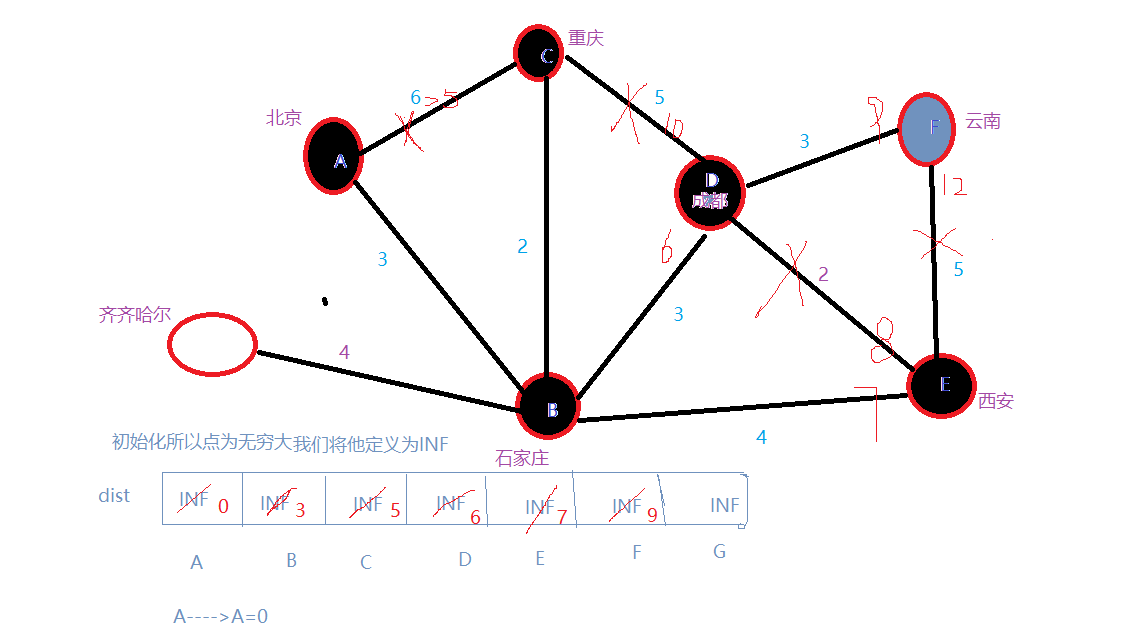 C 重庆
6 >5
5
10
北京
A
9
F 云南
3
12
D
成都
3
2
6
2
5
3
齐齐哈尔
4
8
B
E
西安
7
4
初始化所以点为无穷大我们将他定义为INF
石家庄
dist INF 0 INF 3 INF 5 INF 6 INF 7 INF 9 INF
A B C D E F G
A---->A=0